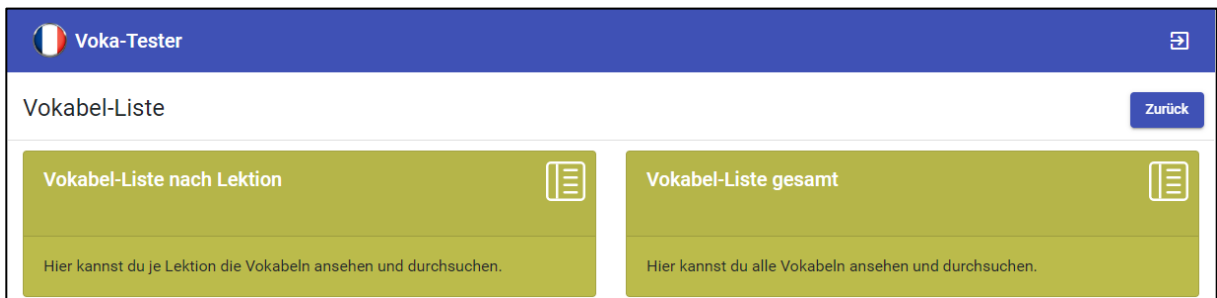 Voka-Tester
Vokabel-Liste
Zurück
Vokabel-Liste nach Lektion
Hier kannst du je Lektion die Vokabeln ansehen und durchsuchen.
Vokabel-Liste gesamt
Hier kannst du alle Vokabeln ansehen und durchsuchen.